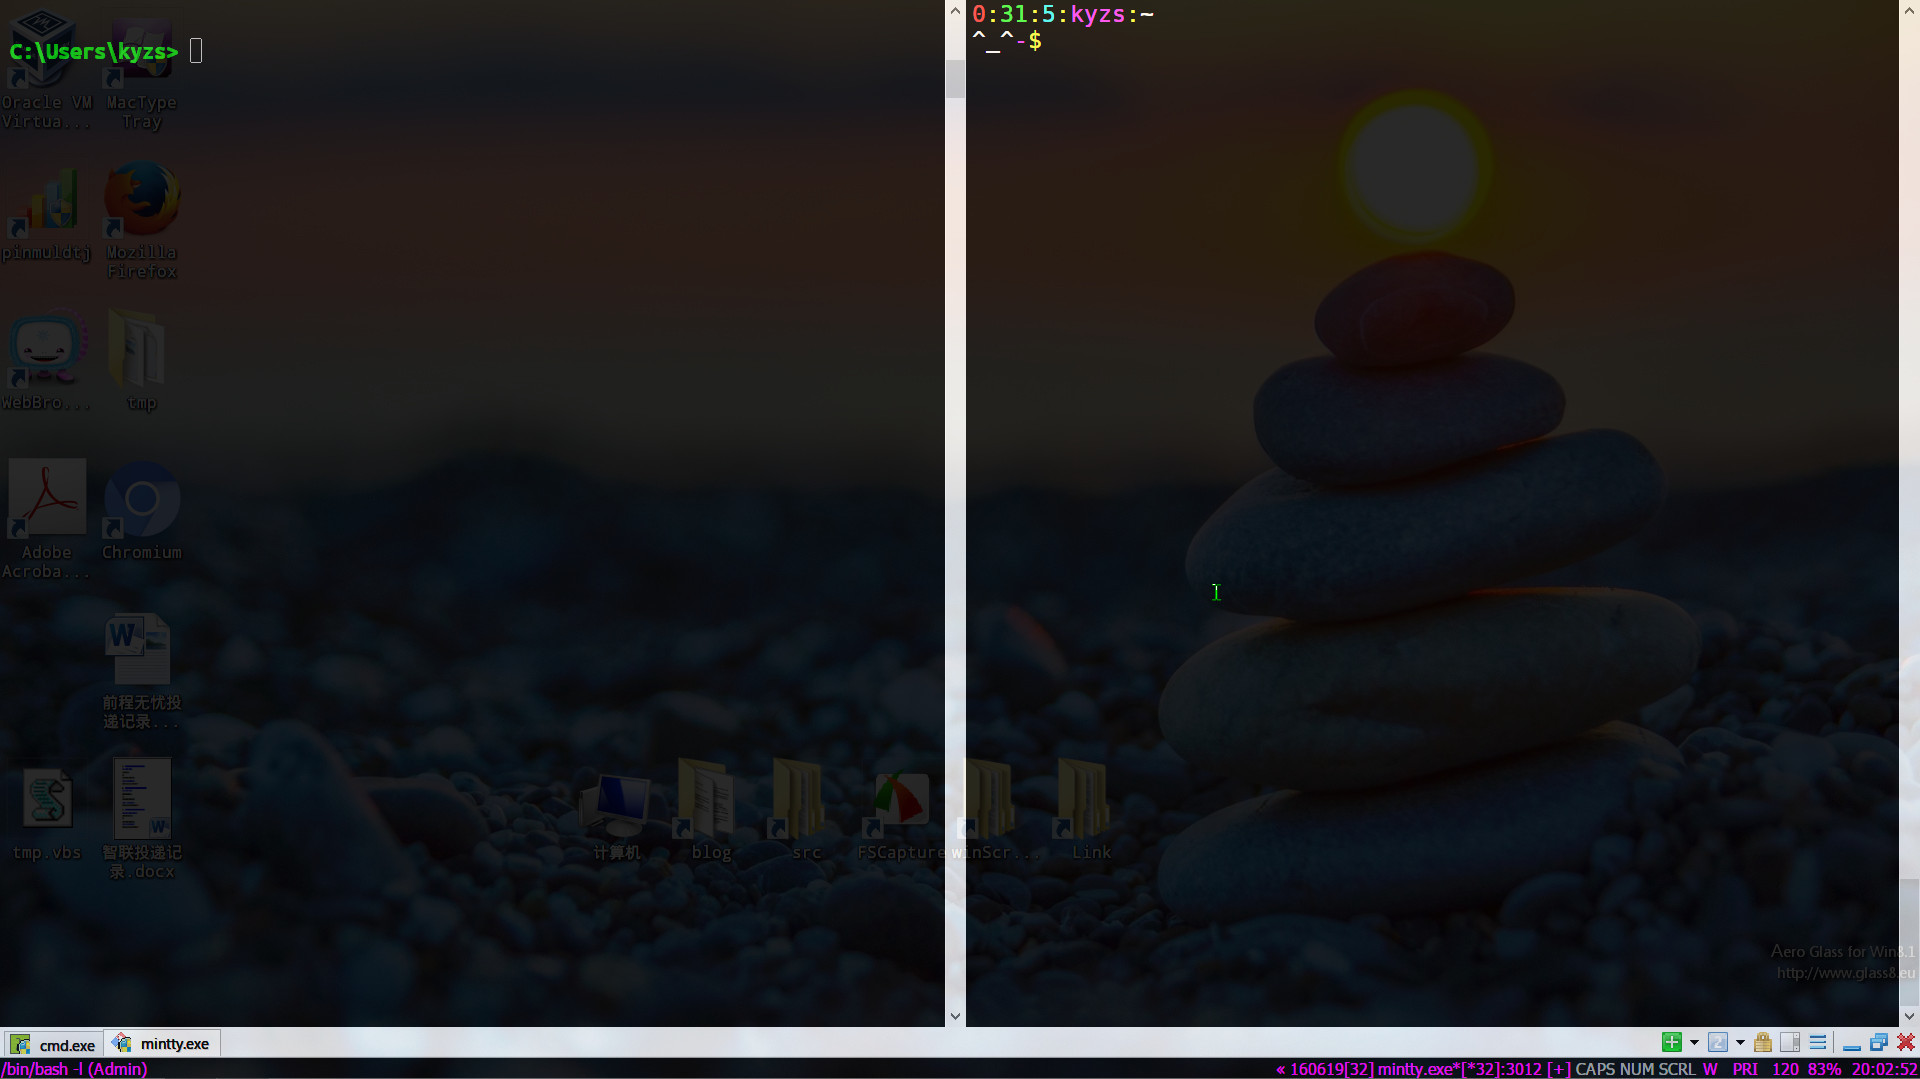 C:\Users\kyzs>
0:31:5:kyzs:~
^_^-$
Oracle VM
Virtua...
MacType
Tray
pinmuldtj
Mozilla
Firefox
WebBro...
tmp
Adobe
Acroba...
Chromium
前程无忧投
递记录...
tmp.vbs
智联投递记
录.docx
计算机
blog
src
FSCapture
winScr...
Link
Aero Glass for Win8.1
http://www.glass8.eu
cmd.exe
mintty.exe
/bin/bash -l (Admin)
« 160619[32] mintty.exe*[*32]:3012 [+] CAPS NUM SCRL W PRI 120 83% 20:02:52